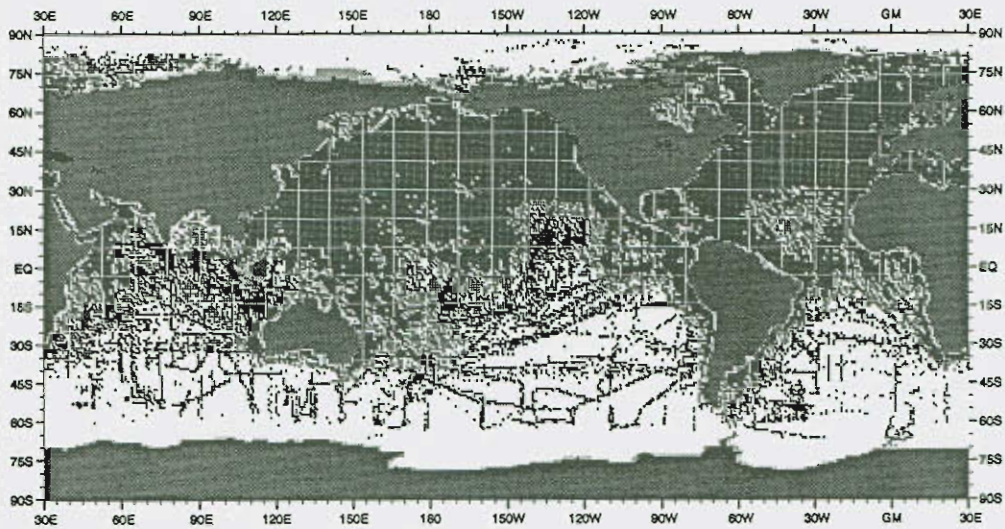 30E 60E 90E 120E 150E 180 150W 120W 90W 60W 30W GM 30E
90N 90N
75N 75N
60N 60N
45N 45N
30N 30N
15N 15N
EQ EQ
15S 15S
30S 30S
45S 45S
60S 60S
75S 75S
90S 90S
30E 60E 90E 120E 150E 180 150W 120W 90W 60W 30W GM 30E